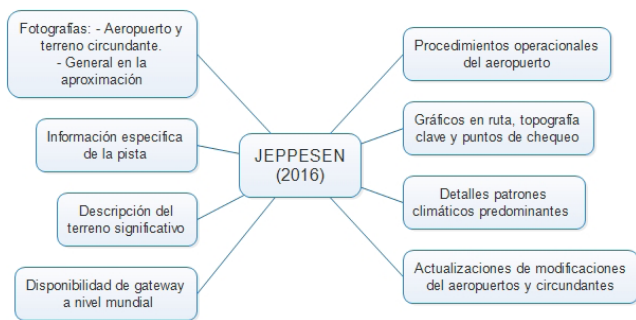 Fotografías: - Aeropuerto y
terreno circundante.
- General en la
aproximación
Información especifica
de la pista
Descripción del
terreno significativo
Disponibilidad de gateway
a nivel mundial
JEPPESEN
(2016)
Procedimientos operacionales
del aeropuerto
Gráficos en ruta, topografía
clave y puntos de chequeo
Detalles patrones
climáticos predominantes
Actualizaciones de modificaciones
del aeropuertos y circundantes